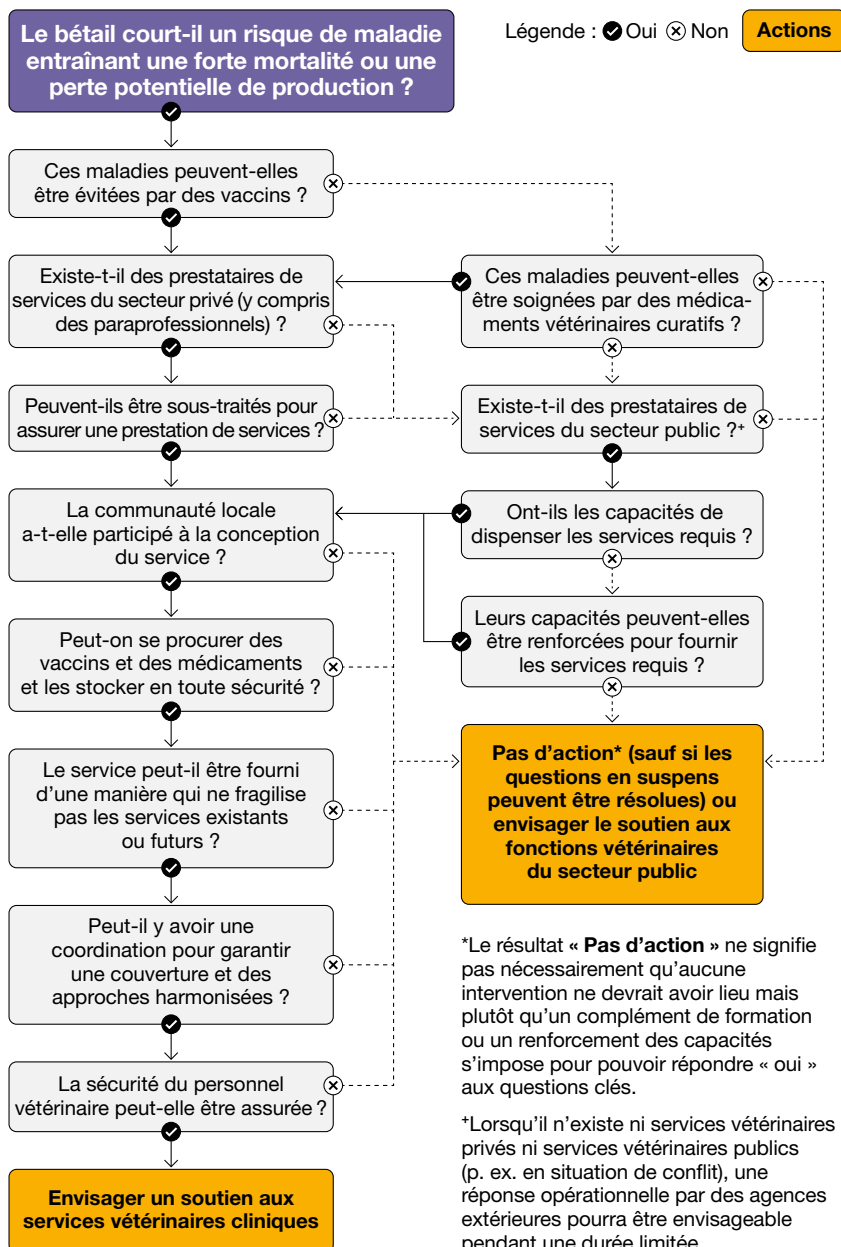 Le bétail court-il un risque de maladie
entraînant une forte mortalité ou une
perte potentielle de production ?
Légende : Oui Non Actions
Ces maladies peuvent-elles
être évitées par des vaccins ?
Existe-t-il des prestataires de
services du secteur privé (y compris
des paraprofessionnels) ?
Ces maladies peuvent-elles
être soignées par des médica-
ments vétérinaires curatifs ?
Peuvent-ils être sous-traités pour
assurer une prestation de services ?
Existe-t-il des prestataires de
services du secteur public ?⁺
La communauté locale
a-t-elle participé à la conception
du service ?
Ont-ils les capacités de
dispenser les services requis ?
Peut-on se procurer des
vaccins et des médicaments
et les stocker en toute sécurité ?
Leurs capacités peuvent-elles
être renforcées pour fournir
les services requis ?
Le service peut-il être fourni
d’une manière qui ne fragilise
pas les services existants
ou futurs ?
Pas d’action* (sauf si les
questions en suspens
peuvent être résolues) ou
envisager le soutien aux
fonctions vétérinaires
du secteur public
Peut-il y avoir une
coordination pour garantir
une couverture et des
approches harmonisées ?
La sécurité du personnel
vétérinaire peut-elle être assurée ?
Envisager un soutien aux
services vétérinaires cliniques
*Le résultat « Pas d’action » ne signifie
pas nécessairement qu’aucune
intervention ne devrait avoir lieu mais
plutôt qu’un complément de formation
ou un renforcement des capacités
s’impose pour pouvoir répondre « oui »
aux questions clés.
⁺Lorsqu’il n’existe ni services vétérinaires
privés ni services vétérinaires publics
(p. ex. en situation de conflit), une
réponse opérationnelle par des agences
extérieures pourra être envisageable
pendant une durée limitée